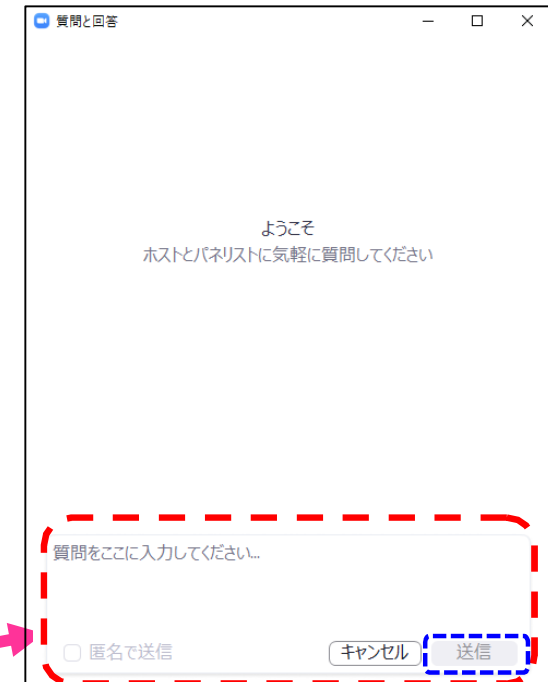 質問と回答
ようこそ
ホストとパネリストに気軽に質問してください
質問をここに入力してください...
匿名で送信
キャンセル
送信